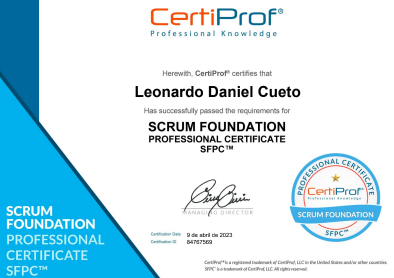 CertiProf®
Professional Knowledge
Herewith, CertiProf® certifies that
Leonardo Daniel Cueto
Has successfully passed the requirements for
SCRUM FOUNDATION
PROFESSIONAL CERTIFICATE
SFPC™
MANAGING DIRECTOR
Certification Date 9 de abril de 2023
Certification ID 84767569
PROFESSIONAL CERTIFICATE
CertiProf®
Professional Knowledge
SCRUM FOUNDATION
SFPC™
SCRUM
FOUNDATION
PROFESSIONAL
CERTIFICATE
SFPC™
CertiProf® is a registered trademark of CertiProf, LLC in the United States and/or other countries.
SFPC™ is a trademark of CertiProf, LLC. All rights reserved